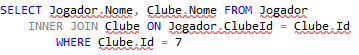 SELECT Jogador.Nome, Clube.Nome FROM Jogador
INNER JOIN Clube ON Jogador.ClubeId = Clube.Id
WHERE Clube.Id = 7